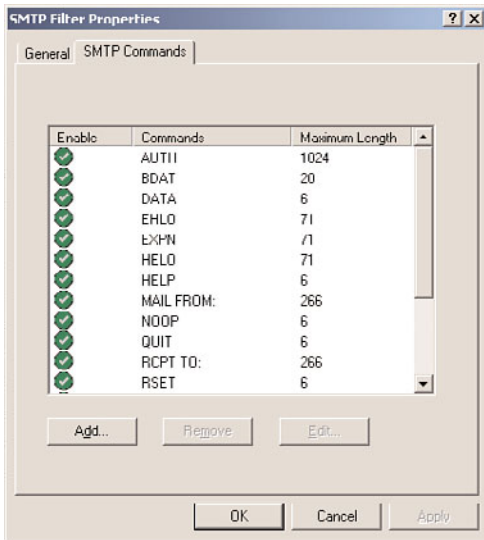 SMTP Filter Properties
General SMTP Commands
Enable Commands Maximum Length
AUTH 1024
BDAT 20
DATA 6
EHLO 71
EXPN 71
HELO 71
HELP 6
MAIL FROM: 266
NOOP 6
QUIT 6
RCPT TO: 266
RSET 6
Add... Remove Edit...
OK Cancel Apply